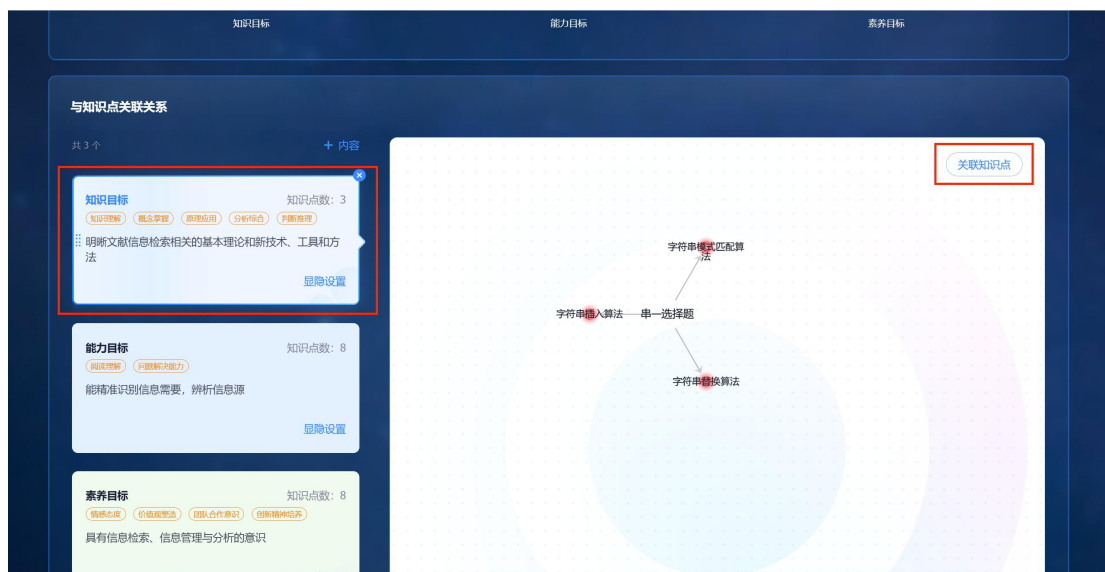 知识目标
能力目标
素养目标
与知识点关联关系
共 3 个
+ 内容
关联知识点
知识目标
知识点数：3
知识理解
概念掌握
原理应用
分析综合
判断推理
明晰文献信息检索相关的基本理论和新技术、工具和方
法
显隐设置
字符串模式匹配算
法
字符串插入算法
串—选择题
字符串替换算法
能力目标
知识点数：8
阅读理解
问题解决能力
能精准识别信息需要，辨析信息源
显隐设置
素养目标
知识点数：8
情感态度
价值观塑造
团队合作意识
创新精神培养
具有信息检索、信息管理与分析的意识